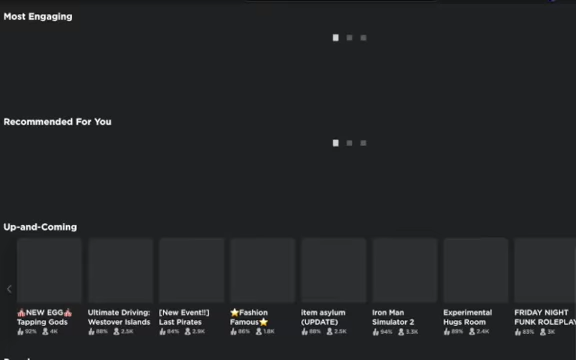 Most Engaging
Recommended For You
Up-and-Coming
🎪NEW EGG🎪 Ultimate Driving: [New Event!!] ⭐Fashion item asylum Iron Man Experimental FRIDAY NIGHT
Tapping Gods Westover Islands Last Pirates Famous⭐ (UPDATE) Simulator 2 Hugs Room FUNK ROLEPLAY
92% 4K 88% 2.5K 84% 2.9K 86% 1.8K 88% 2.5K 94% 3.3K 88% 2.4K 83% 3K